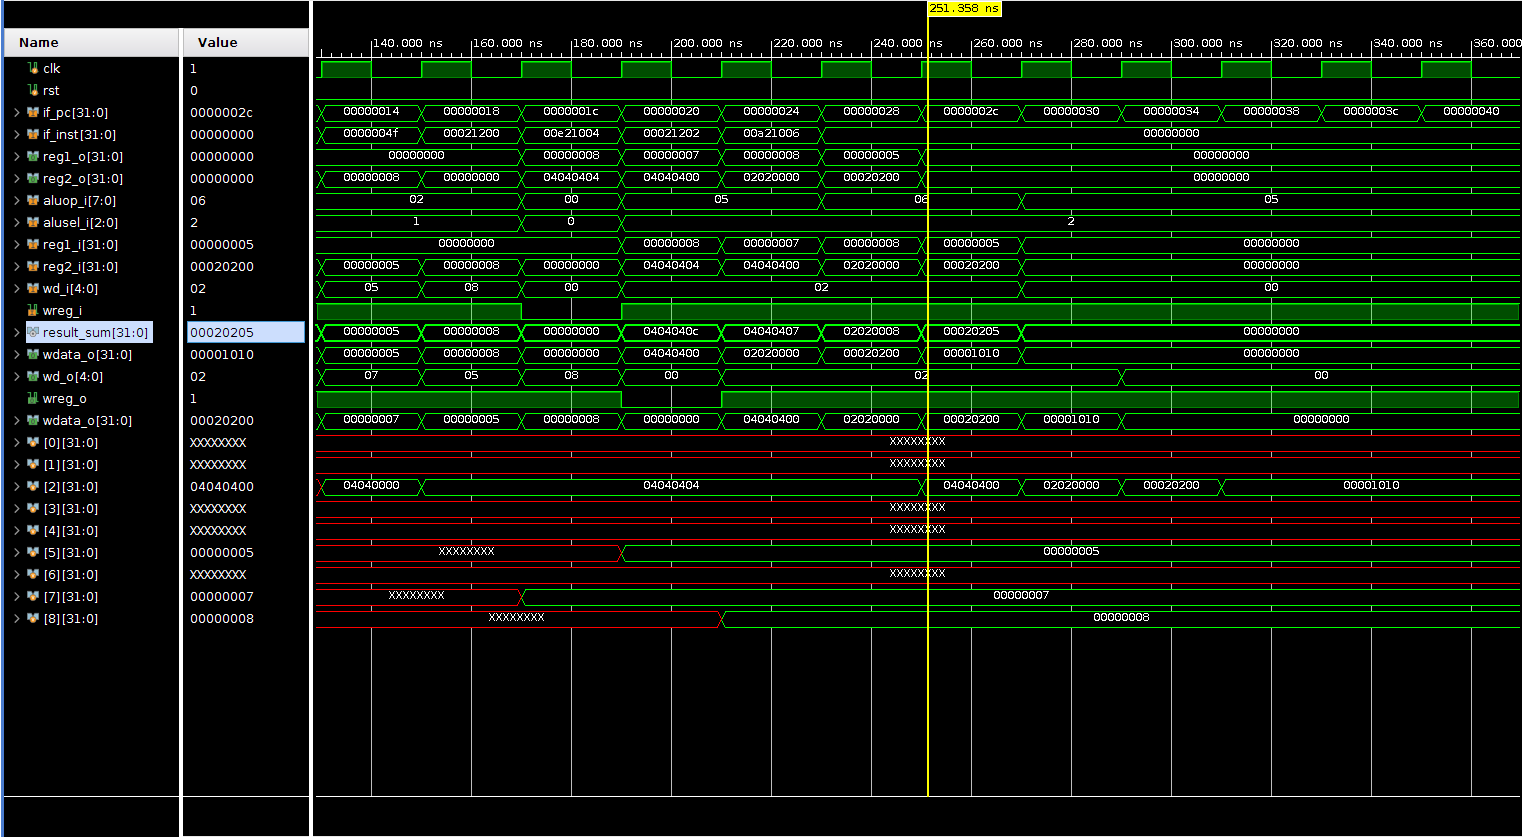 251.358 ns
Name Value 140.000 ns 160.000 ns 180.000 ns 200.000 ns 220.000 ns 240.000 ns 260.000 ns 280.000 ns 300.000 ns 320.000 ns 340.000 ns 360.000
clk 1
rst 0
if_pc[31:0] 0000002c 00000014 00000018 0000001c 00000020 00000024 00000028 0000002c 00000030 00000034 00000038 0000003c 00000040
if_inst[31:0] 00000000 0000004f 00021200 00e21004 00021202 00a21006 00000000
reg1_o[31:0] 00000000 00000000 00000008 00000007 00000008 00000005 00000000
reg2_o[31:0] 00000000 00000008 00000000 04040404 04040400 02020000 00020200 00000000
aluop_i[7:0] 06 02 00 05 06 05
alusel_i[2:0] 2 1 0 2
reg1_i[31:0] 00000005 00000000 00000008 00000007 00000008 00000005 00000000
reg2_i[31:0] 00020200 00000005 00000008 00000000 04040404 04040400 02020000 00020200 00000000
wd_i[4:0] 02 05 08 00 02 00
wreg_i 1
result_sum[31:0] 00020205 00000005 00000008 00000000 0404040c 04040407 02020008 00020205 00000000
wdata_o[31:0] 00001010 00000005 00000008 00000000 04040400 02020000 00020200 00001010 00000000
wd_o[4:0] 02 07 05 08 00 02 00
wreg_o 1
wdata_o[31:0] 00020200 00000007 00000005 00000008 00000000 04040400 02020000 00020200 00001010 00000000
[0][31:0] XXXXXXXX XXXXXXXX
[1][31:0] XXXXXXXX XXXXXXXX
[2][31:0] 04040400 04040000 04040404 04040400 02020000 00020200 00001010
[3][31:0] XXXXXXXX XXXXXXXX
[4][31:0] XXXXXXXX XXXXXXXX
[5][31:0] 00000005 XXXXXXXX 00000005
[6][31:0] XXXXXXXX XXXXXXXX
[7][31:0] 00000007 XXXXXXXX 00000007
[8][31:0] 00000008 XXXXXXXX 00000008